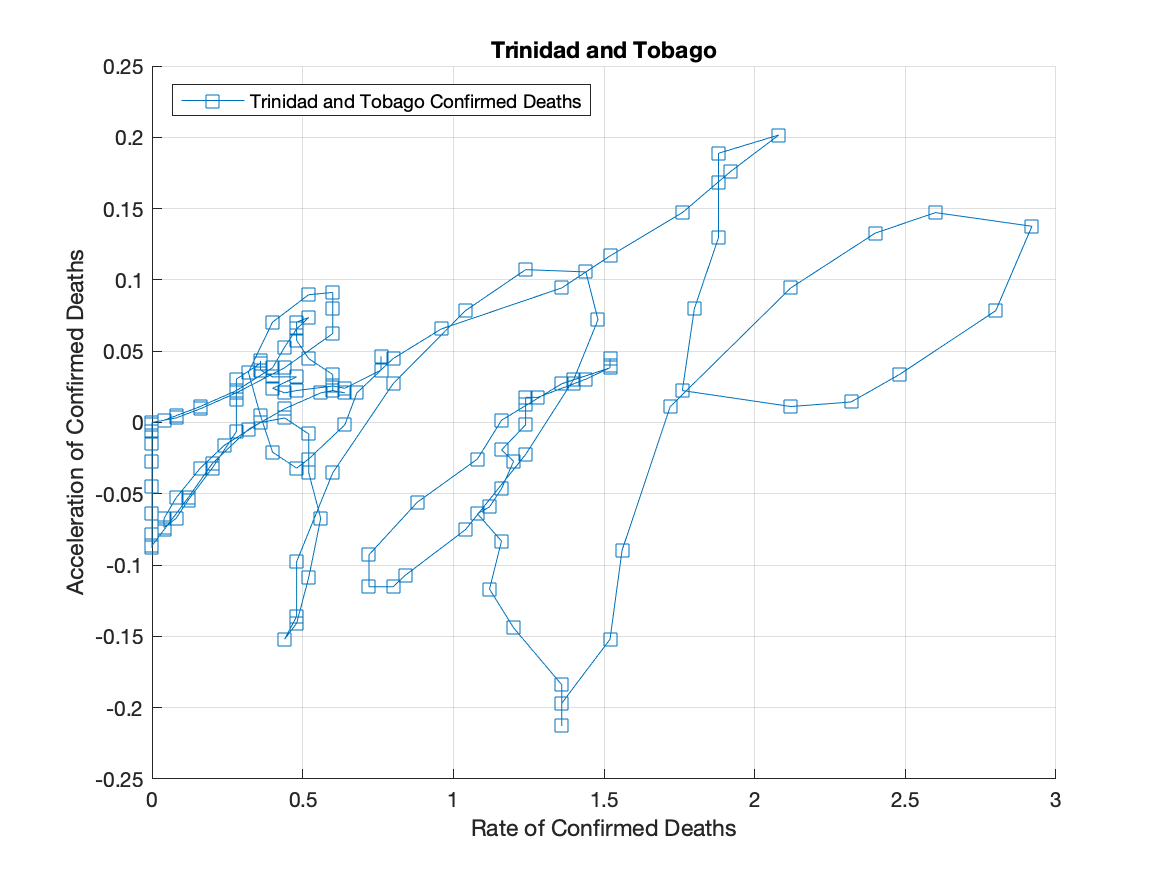 Trinidad and Tobago
0.25
Trinidad and Tobago Confirmed Deaths
0.2
0.15
0.1
0.05
0
-0.05
-0.1
-0.15
-0.2
-0.25
Acceleration of Confirmed Deaths
0 0.5 1 1.5 2 2.5 3
Rate of Confirmed Deaths